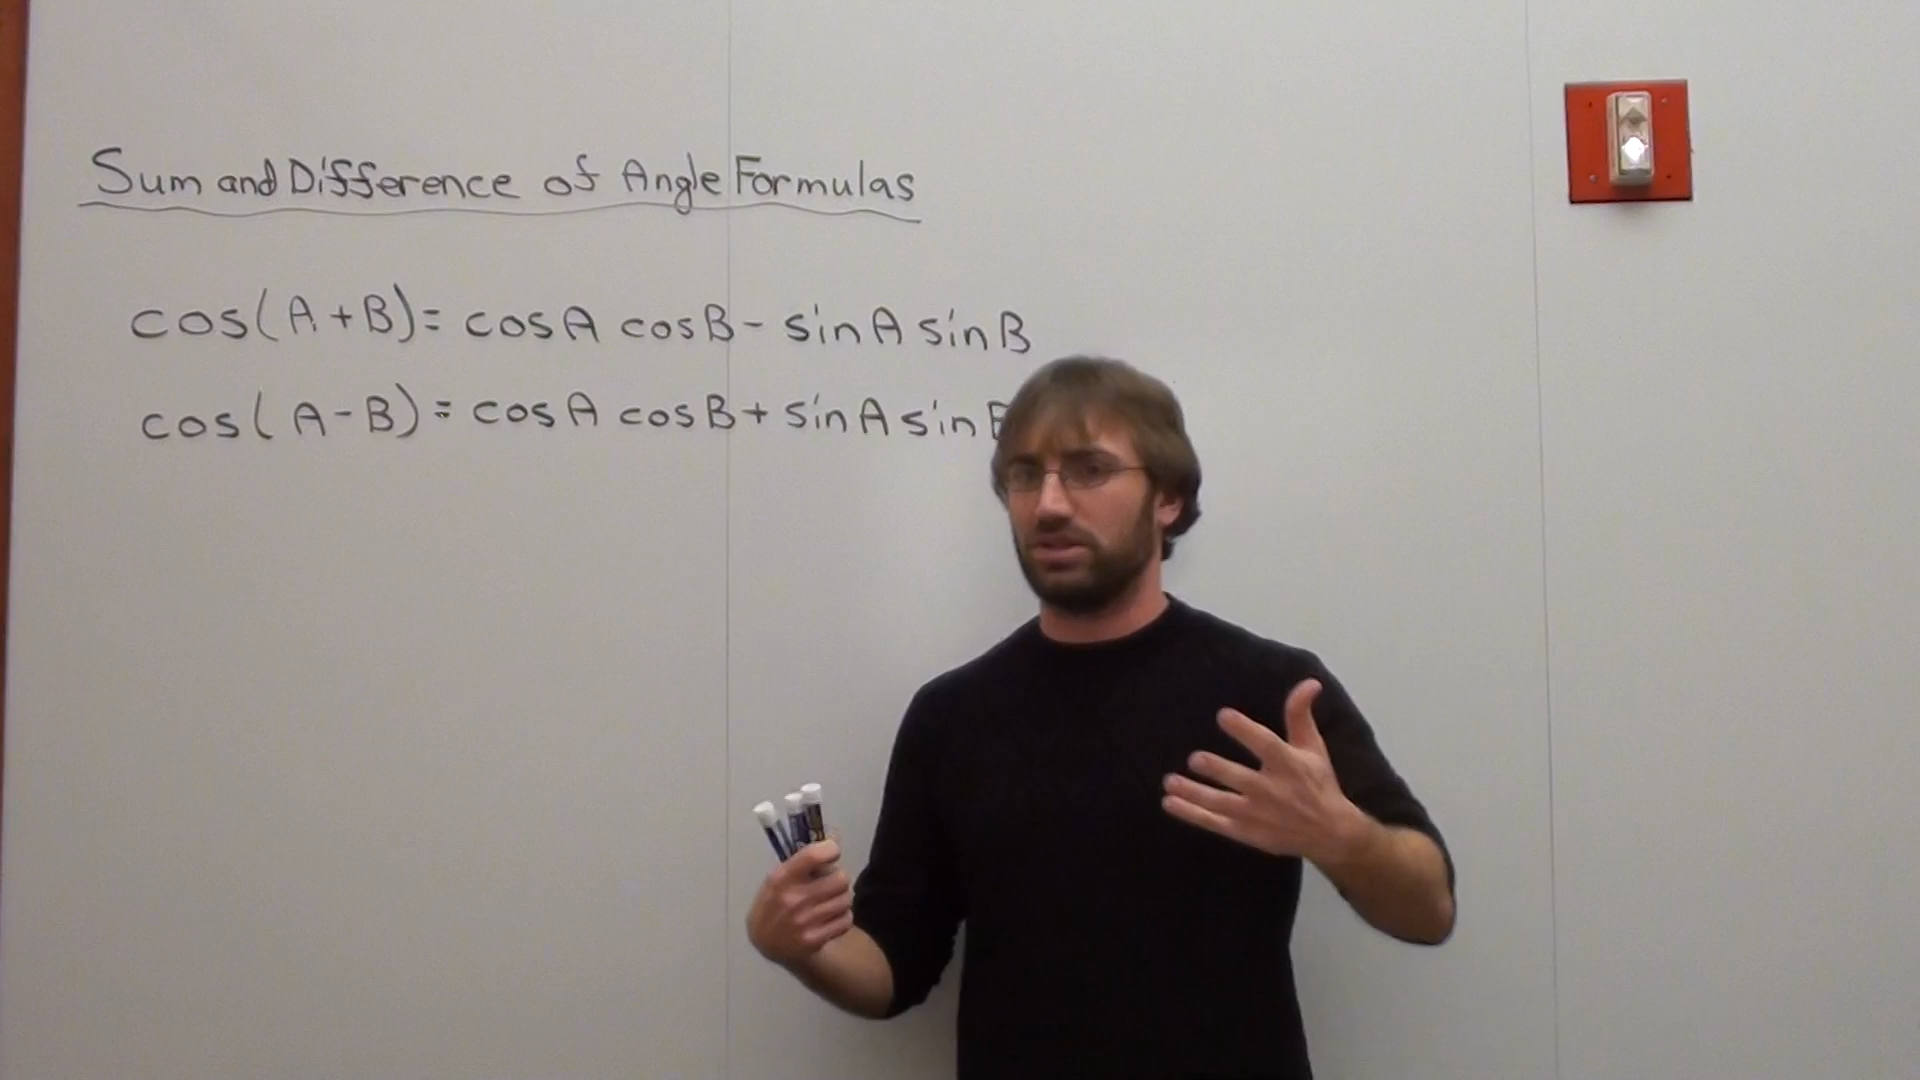 Sum and Difference of Angle Formulas
cos(A+B)= cosA cosB- sinA sinB
cos(A-B)= cosA cosB+ sinA sin